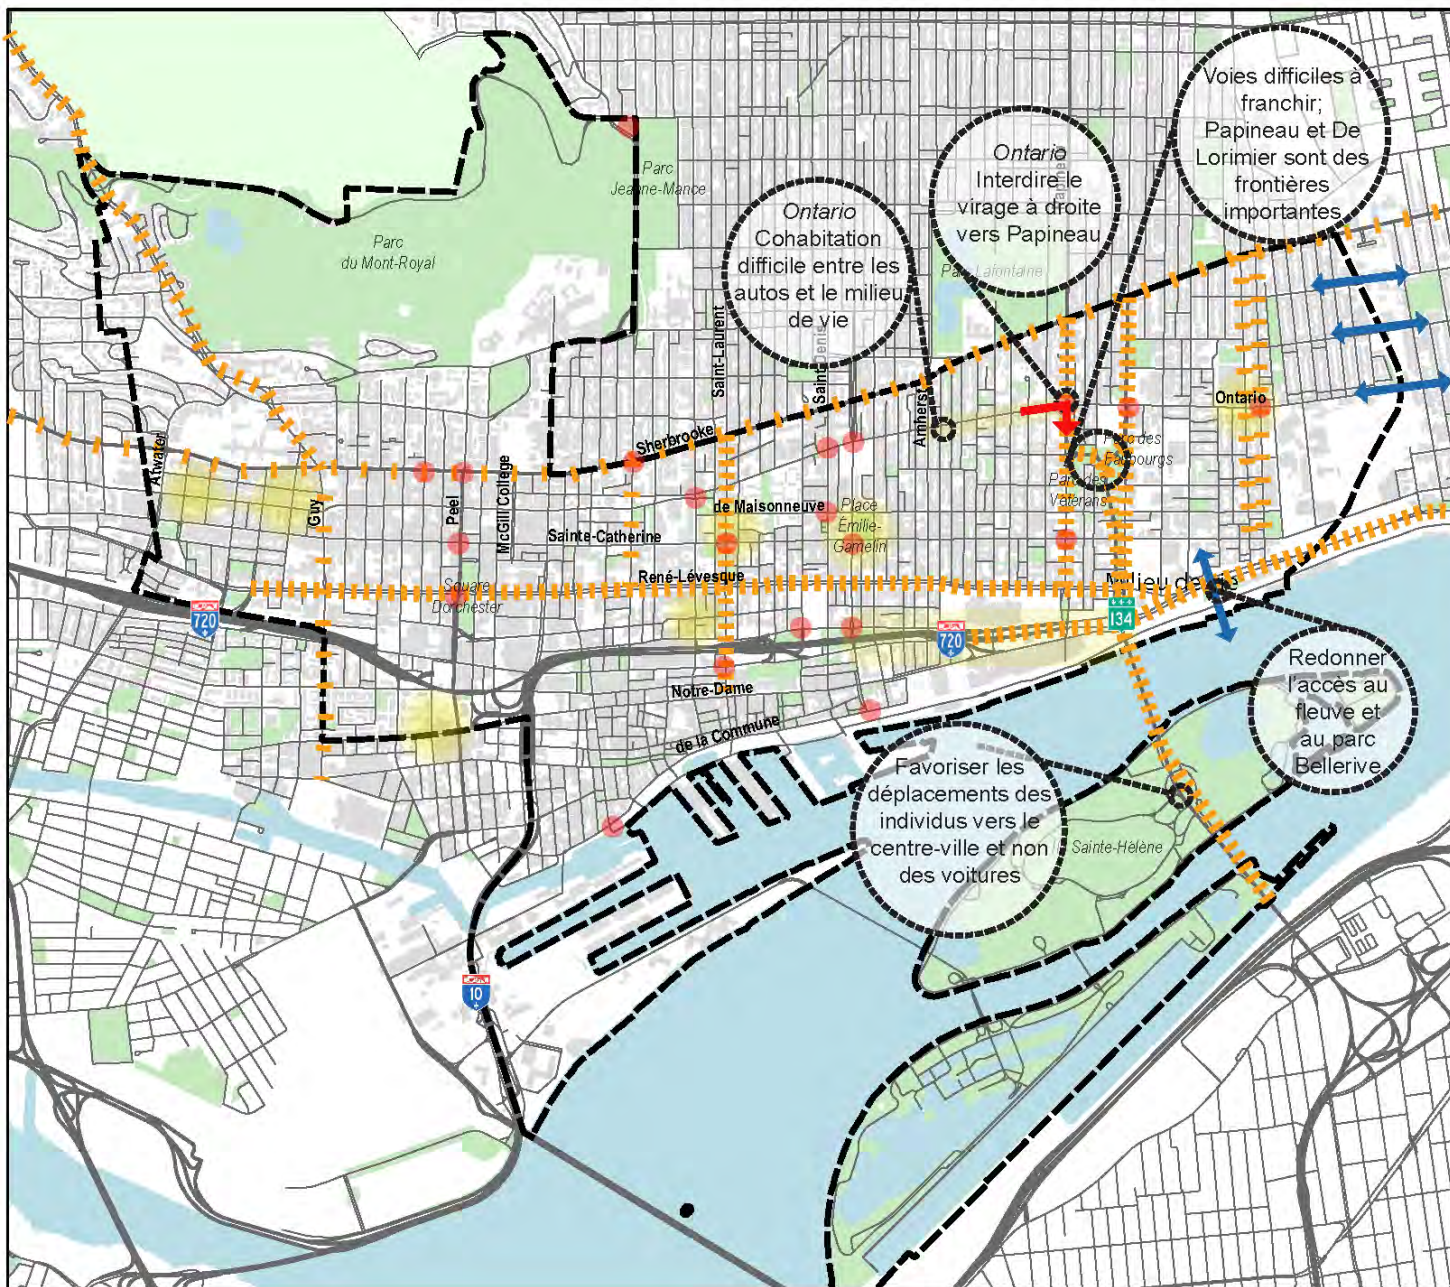 Voies difficiles à
franchir;
Papineau et De
Lorimier sont des
frontières
importantes
Ontario
Interdire le
virage à droite
vers Papineau
Ontario
Cohabitation
difficile entre les
autos et le milieu
de vie
Parc
Jeanne-Mance
Parc
du Mont-Royal
Parc Lafontaine
Papineau
Saint-Laurent
Saint-Denis
Amherst
Ontario
Sherbrooke
Atwater
Guy
Peel
McGill College
de Maisonneuve
Sainte-Catherine
Place
Émilie-
Gamelin
Parc des
Faubourgs
Parc des
Vétérans
René-Lévesque
Square
Dorchester
Milieu de
720
720
134
Notre-Dame
de la Commune
Redonner
l'accès au
fleuve et
au parc
Bellerive
Favoriser les
déplacements des
individus vers le
centre-ville et non
des voitures
Sainte-Hélène
10